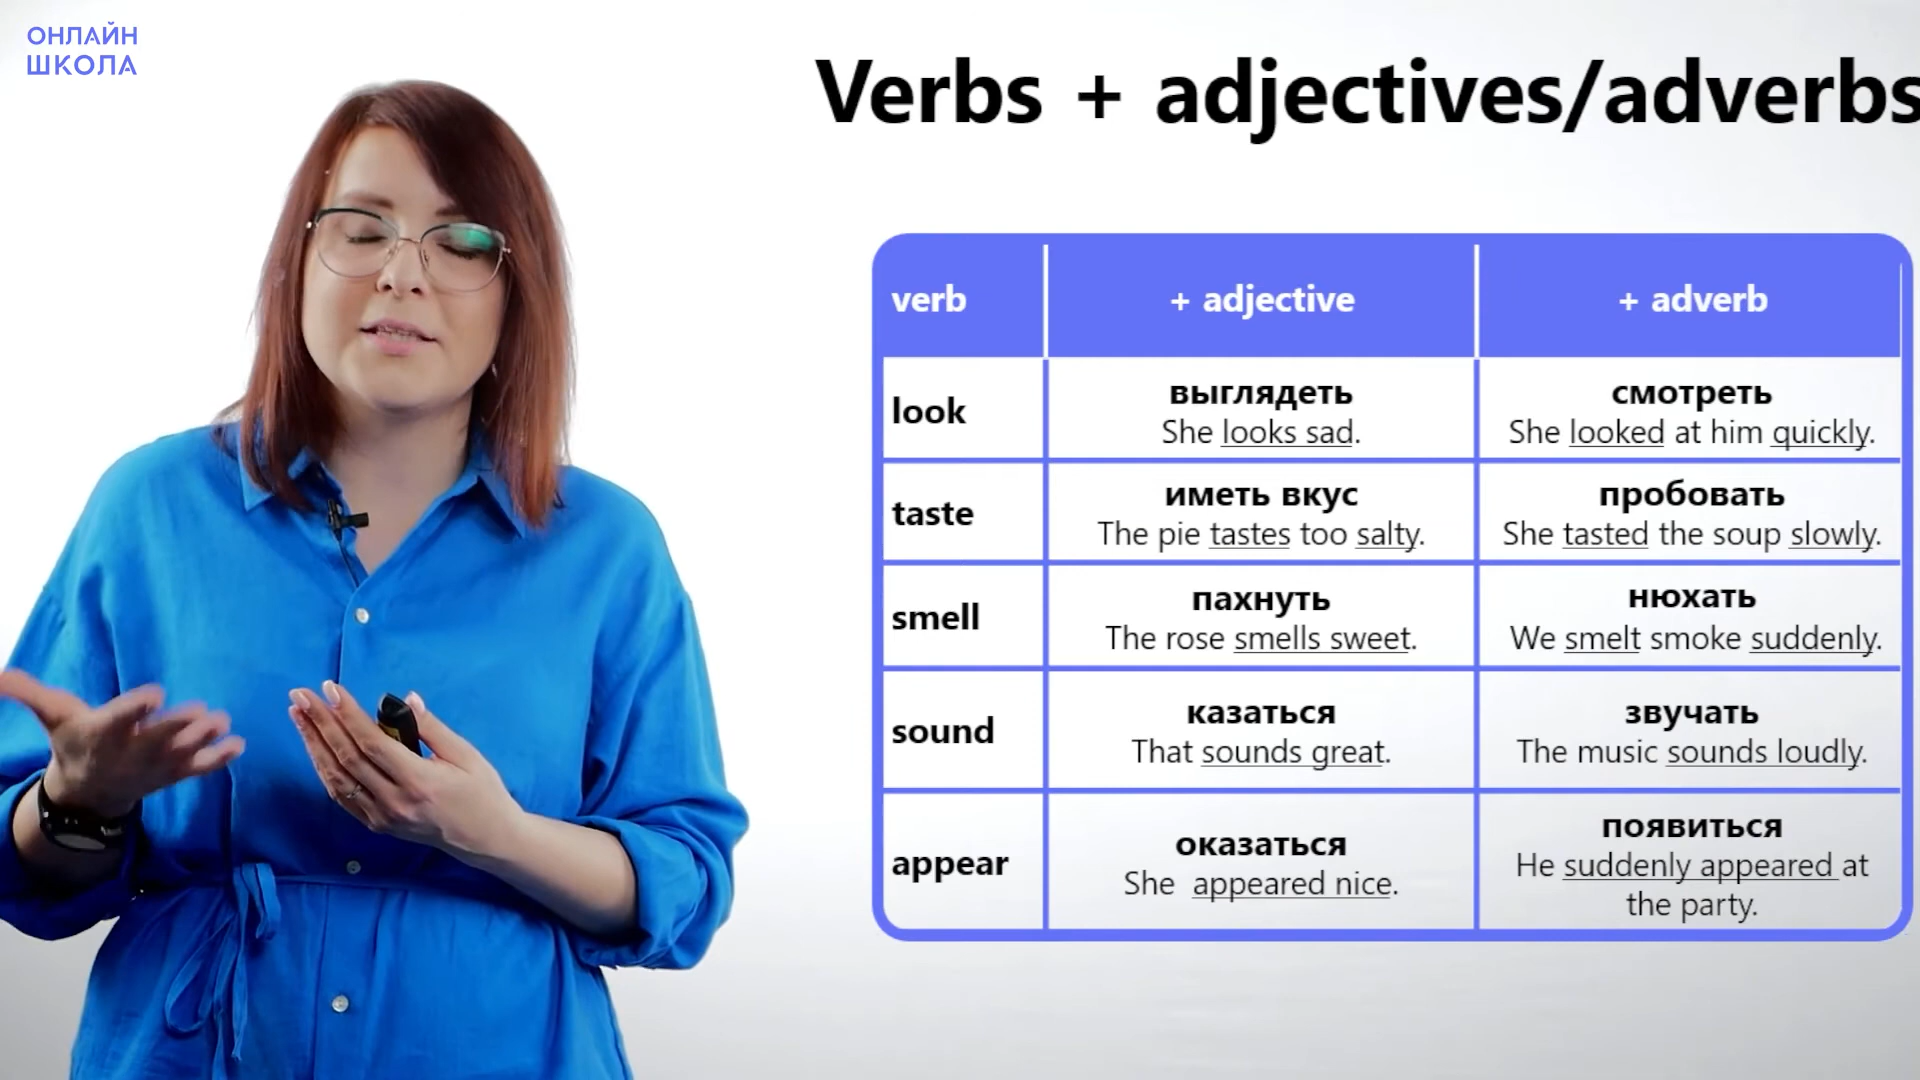 ОНЛАЙН
ШКОЛА
Verbs + adjectives/adverbs
verb
+ adjective
+ adverb
look
выглядеть
She looks sad.
смотреть
She looked at him quickly.
taste
иметь вкус
The pie tastes too salty.
пробовать
She tasted the soup slowly.
smell
пахнуть
The rose smells sweet.
нюхать
We smelt smoke suddenly.
sound
казаться
That sounds great.
звучать
The music sounds loudly.
appear
оказаться
She appeared nice.
появиться
He suddenly appeared at
the party.